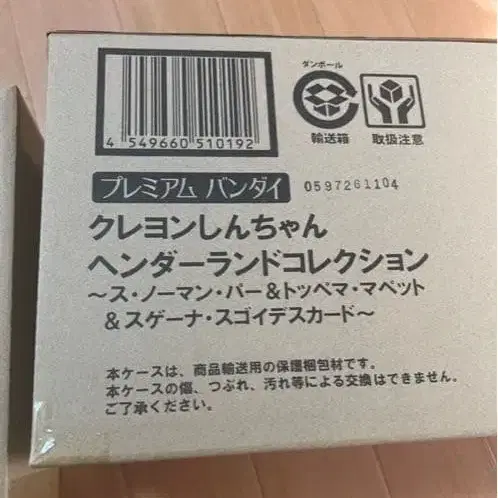 ダンボール
輸送箱 取扱注意
4 549660 510192
プレミアム バンダイ 0597261104
クレヨンしんちゃん
ヘンダーランドコレクション
〜ス・ノーマン・パー&トッペマ・マペット
&スゲーナ・スゴイデスカード〜
本ケースは、商品輸送用の保護梱包材です。
本ケースの傷、つぶれ、汚れ等による交換はできません。
ご了承ください。